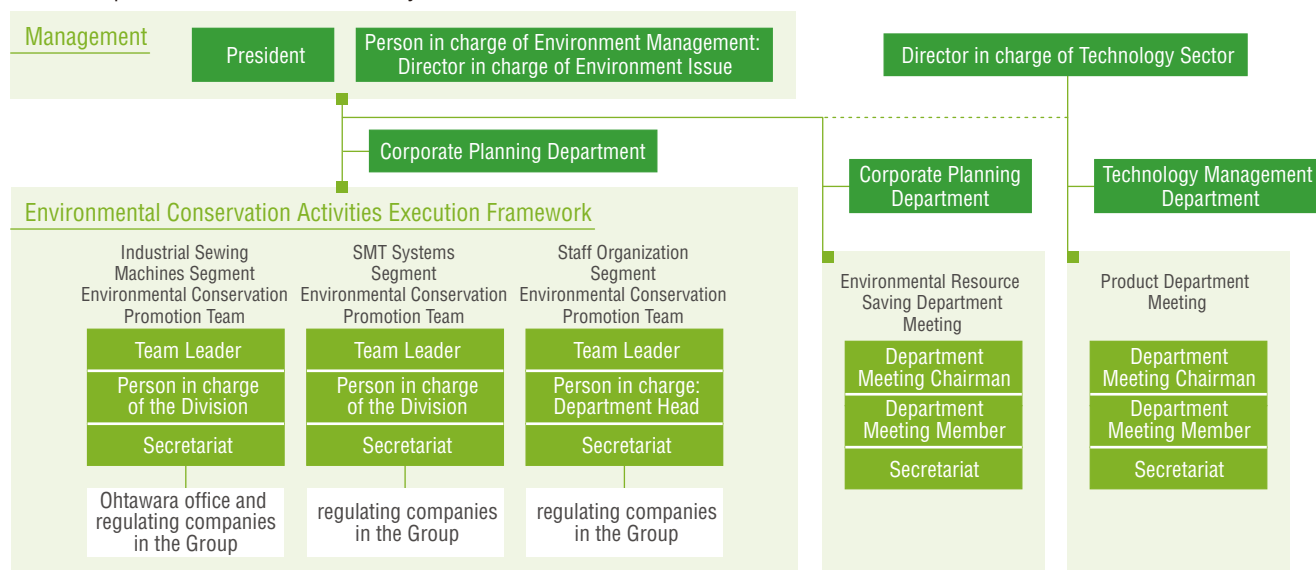 Management
President
Person in charge of Environment Management:
Director in charge of Environment Issue
Director in charge of Technology Sector
Corporate Planning Department
Corporate Planning
Department
Technology Management
Department
Environmental Conservation Activities Execution Framework
Industrial Sewing
Machines Segment
Environmental Conservation
Promotion Team
Team Leader
Person in charge
of the Division
Secretariat
Ohtawara office and
regulating companies
in the Group
SMT Systems
Segment
Environmental Conservation
Promotion Team
Team Leader
Person in charge
of the Division
Secretariat
regulating companies
in the Group
Staff Organization
Segment
Environmental Conservation
Promotion Team
Team Leader
Person in charge:
Department Head
Secretariat
regulating companies
in the Group
Environmental Resource
Saving Department
Meeting
Department
Meeting Chairman
Department
Meeting Member
Secretariat
Product Department
Meeting
Department
Meeting Chairman
Department
Meeting Member
Secretariat